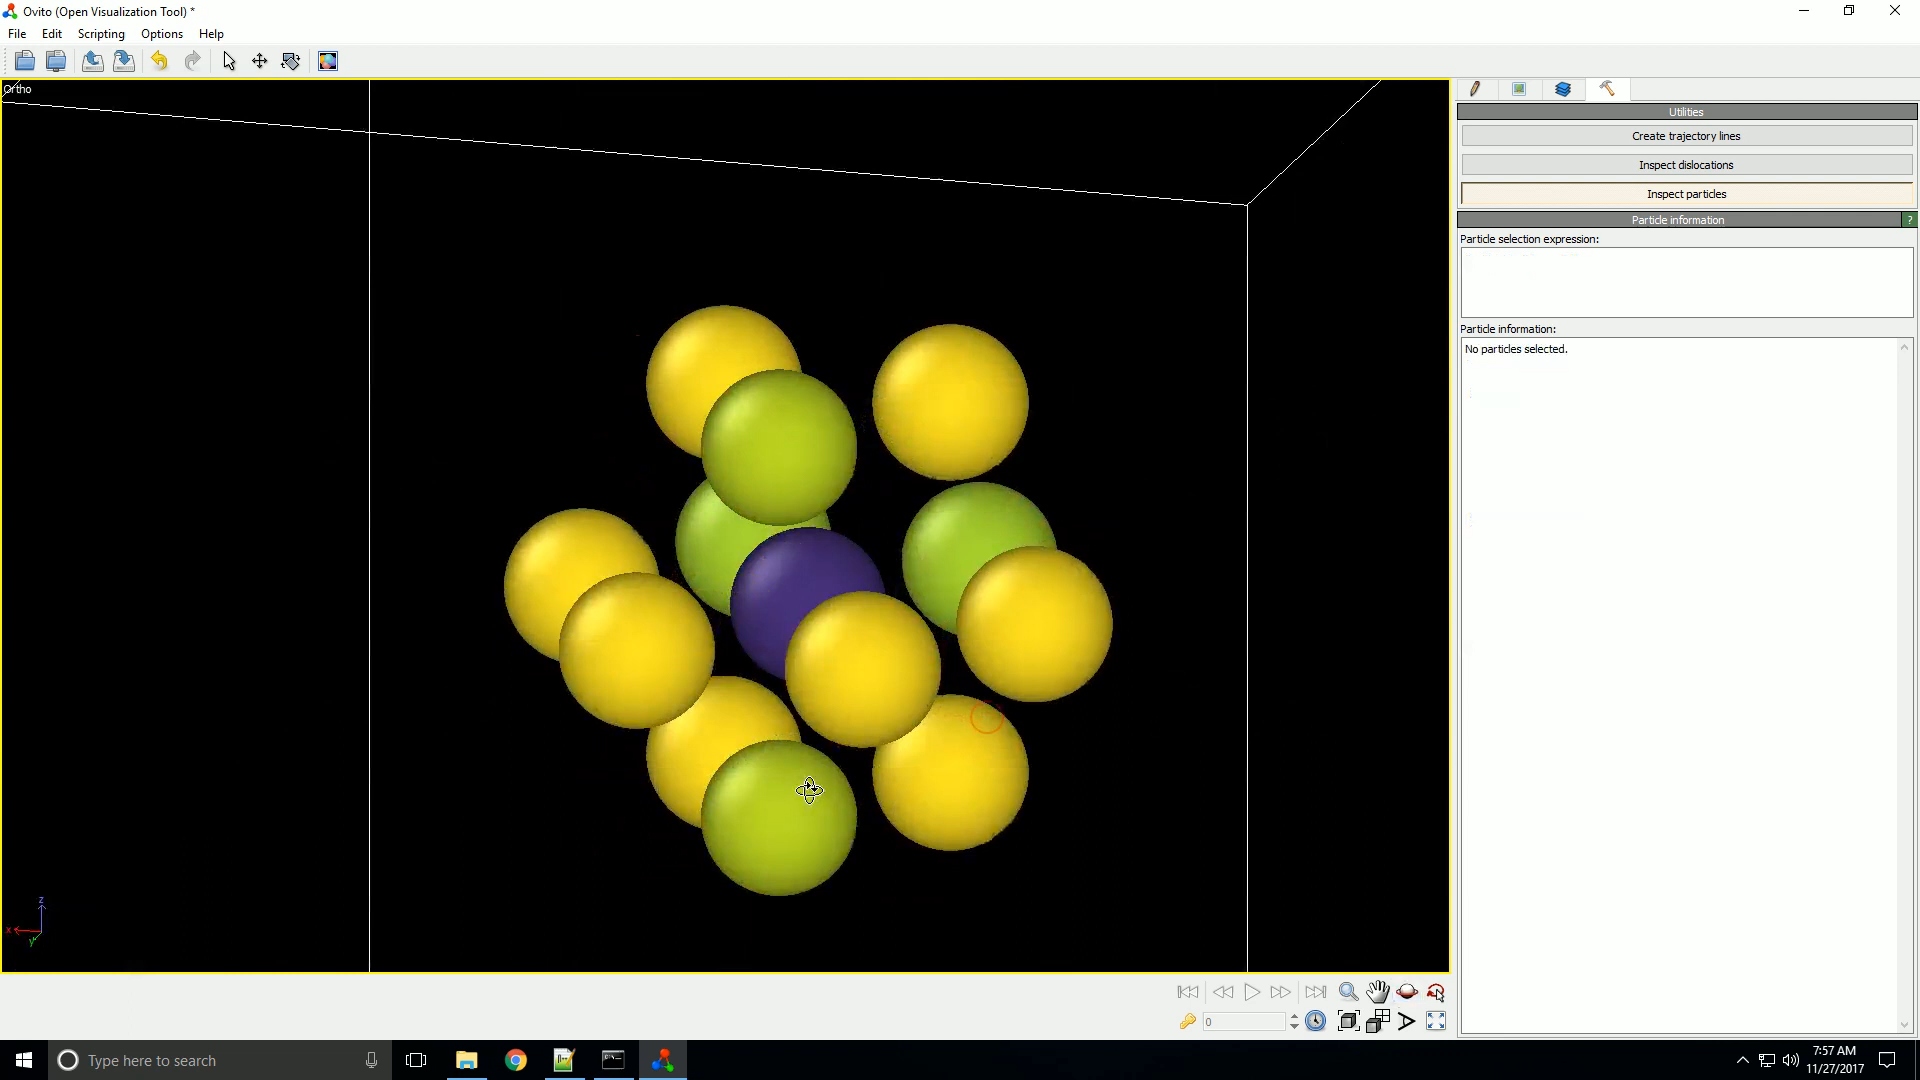 Ovito (Open Visualization Tool) *
File Edit Scripting Options Help
Ortho
Utilities
Create trajectory lines
Inspect dislocations
Inspect particles
Particle information ?
Particle selection expression:
Particle information:
No particles selected.
z
x
y
0
Type here to search
7:57 AM
11/27/2017